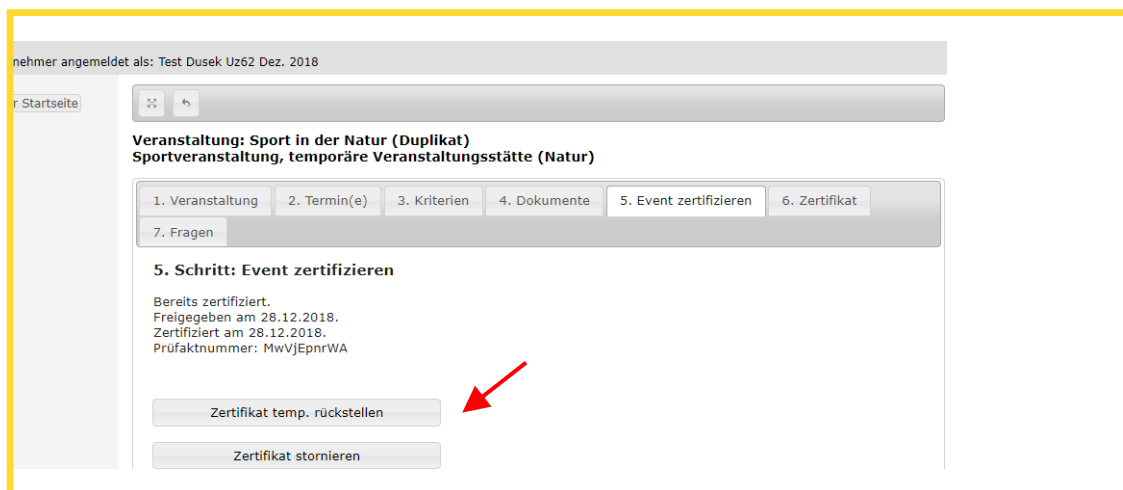 nehmer angemeldet als: Test Dusek Uz62 Dez. 2018
r Startseite
Veranstaltung: Sport in der Natur (Duplikat)
Sportveranstaltung, temporäre Veranstaltungsstätte (Natur)
1. Veranstaltung 2. Termin(e) 3. Kriterien 4. Dokumente 5. Event zertifizieren 6. Zertifikat
7. Fragen
5. Schritt: Event zertifizieren
Bereits zertifiziert.
Freigegeben am 28.12.2018.
Zertifiziert am 28.12.2018.
Prüfaktnummer: MwVjEpnrWA
Zertifikat temp. rückstellen
Zertifikat stornieren